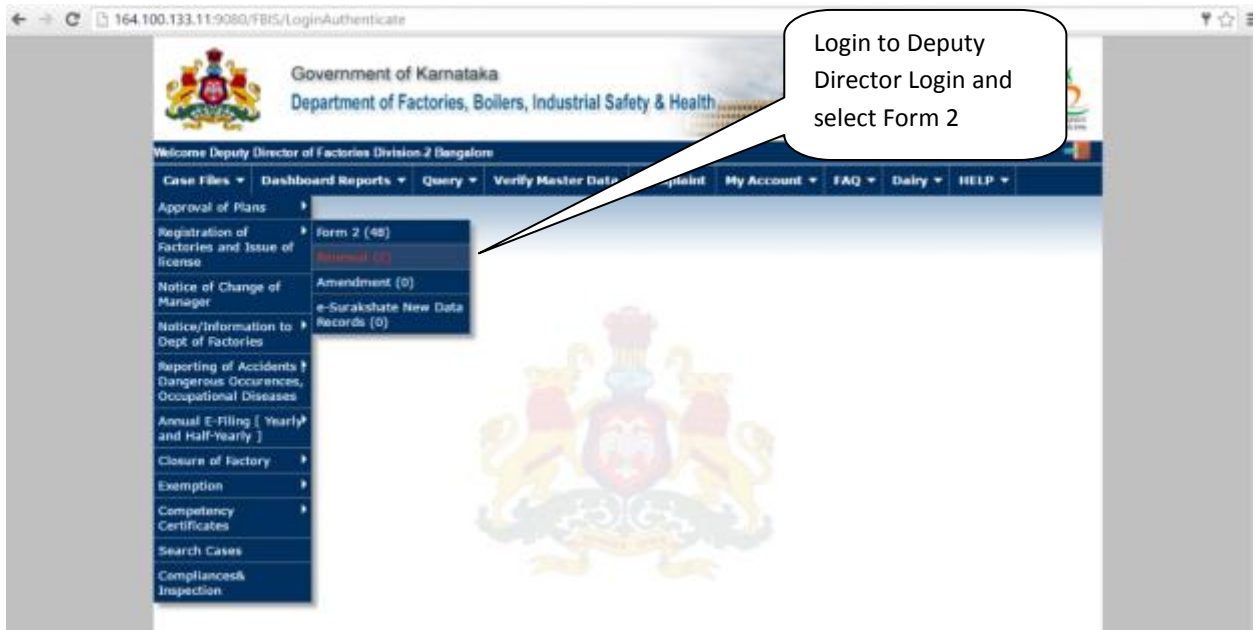 164.100.133.11:9080/FBIS/LoginAuthenticate
Government of Karnataka
Department of Factories, Boilers, Industrial Safety & Health
Login to Deputy
Director Login and
select Form 2
Welcome Deputy Director of Factories Division 2 Bangalore
Case Files Dashboard Reports Query Verify Master Data My Account FAQ Dairy HELP
Approval of Plans
Registration of
Factories and Issue of
license
Form 2 (48)
Renewal (2)
Amendment (0)
e-Surakshate New Data
Records (0)
Notice of Change of
Manager
Notice/Information to
Dept of Factories
Reporting of Accidents
Dangerous Occurences,
Occupational Diseases
Annual E-Filing [ Yearly
and Half-Yearly ]
Closure of Factory
Exemption
Competency
Certificates
Search Cases
Compliances&
Inspection